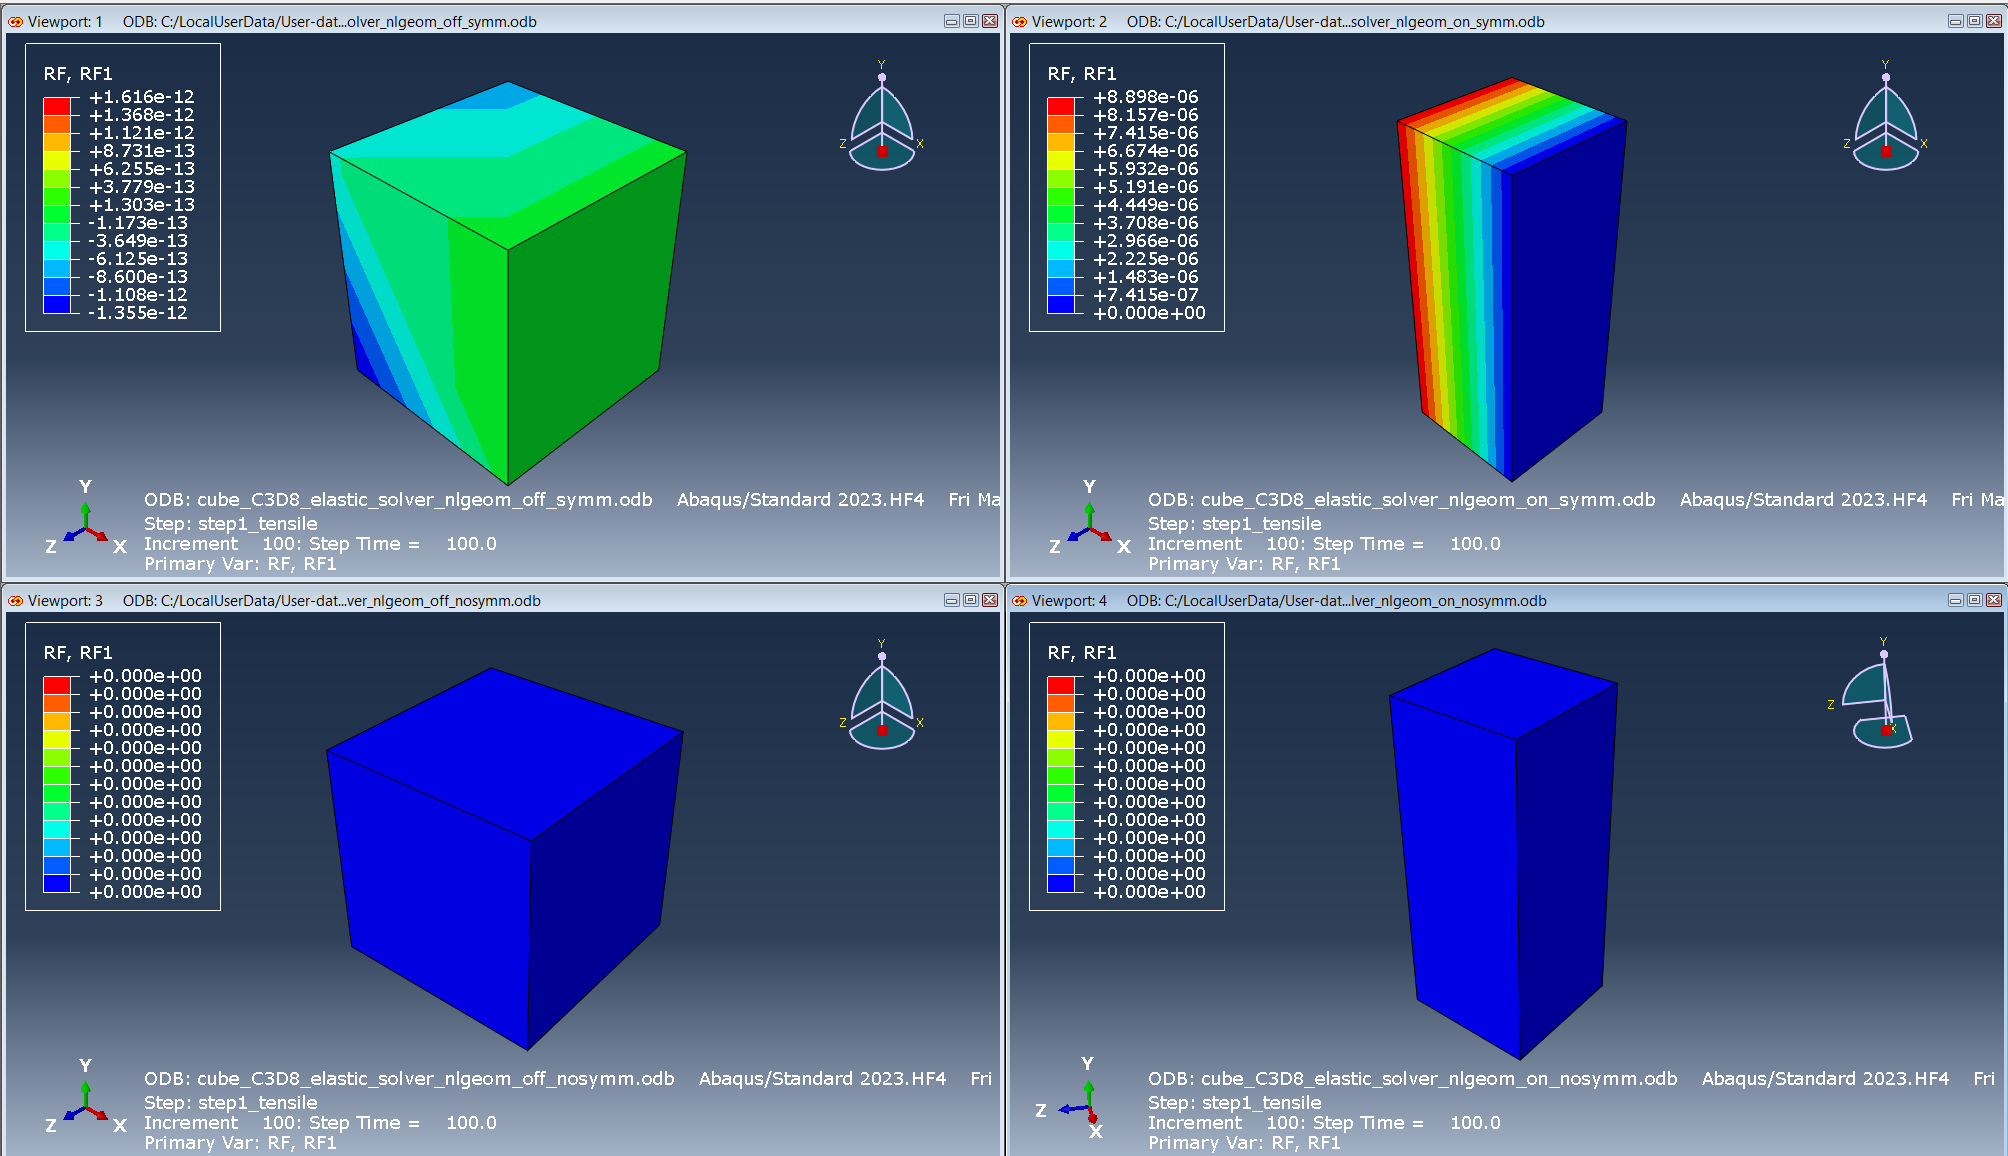 Viewport: 1 ODB: C:/LocalUserData/User-dat...olver_nlgeom_off_symm.odb
RF, RF1
+1.616e-12
+1.368e-12
+1.121e-12
+8.731e-13
+6.255e-13
+3.779e-13
+1.303e-13
-1.173e-13
-3.649e-13
-6.125e-13
-8.600e-13
-1.108e-12
-1.355e-12
Y
Z X
Y
Z X
ODB: cube_C3D8_elastic_solver_nlgeom_off_symm.odb Abaqus/Standard 2023.HF4 Fri Ma
Step: step1_tensile
Increment 100: Step Time = 100.0
Primary Var: RF, RF1
Viewport: 2 ODB: C:/LocalUserData/User-dat...solver_nlgeom_on_symm.odb
RF, RF1
+8.898e-06
+8.157e-06
+7.415e-06
+6.674e-06
+5.932e-06
+5.191e-06
+4.449e-06
+3.708e-06
+2.966e-06
+2.225e-06
+1.483e-06
+7.415e-07
+0.000e+00
Y
Z X
Y
Z X
ODB: cube_C3D8_elastic_solver_nlgeom_on_symm.odb Abaqus/Standard 2023.HF4 Fri Ma
Step: step1_tensile
Increment 100: Step Time = 100.0
Primary Var: RF, RF1
Viewport: 3 ODB: C:/LocalUserData/User-dat...ver_nlgeom_off_nosymm.odb
RF, RF1
+0.000e+00
+0.000e+00
+0.000e+00
+0.000e+00
+0.000e+00
+0.000e+00
+0.000e+00
+0.000e+00
+0.000e+00
+0.000e+00
+0.000e+00
+0.000e+00
+0.000e+00
Y
Z X
Y
Z X
ODB: cube_C3D8_elastic_solver_nlgeom_off_nosymm.odb Abaqus/Standard 2023.HF4 Fri
Step: step1_tensile
Increment 100: Step Time = 100.0
Primary Var: RF, RF1
Viewport: 4 ODB: C:/LocalUserData/User-dat...lver_nlgeom_on_nosymm.odb
RF, RF1
+0.000e+00
+0.000e+00
+0.000e+00
+0.000e+00
+0.000e+00
+0.000e+00
+0.000e+00
+0.000e+00
+0.000e+00
+0.000e+00
+0.000e+00
+0.000e+00
+0.000e+00
Y
Z
X
Y
Z
X
ODB: cube_C3D8_elastic_solver_nlgeom_on_nosymm.odb Abaqus/Standard 2023.HF4 Fri
Step: step1_tensile
Increment 100: Step Time = 100.0
Primary Var: RF, RF1